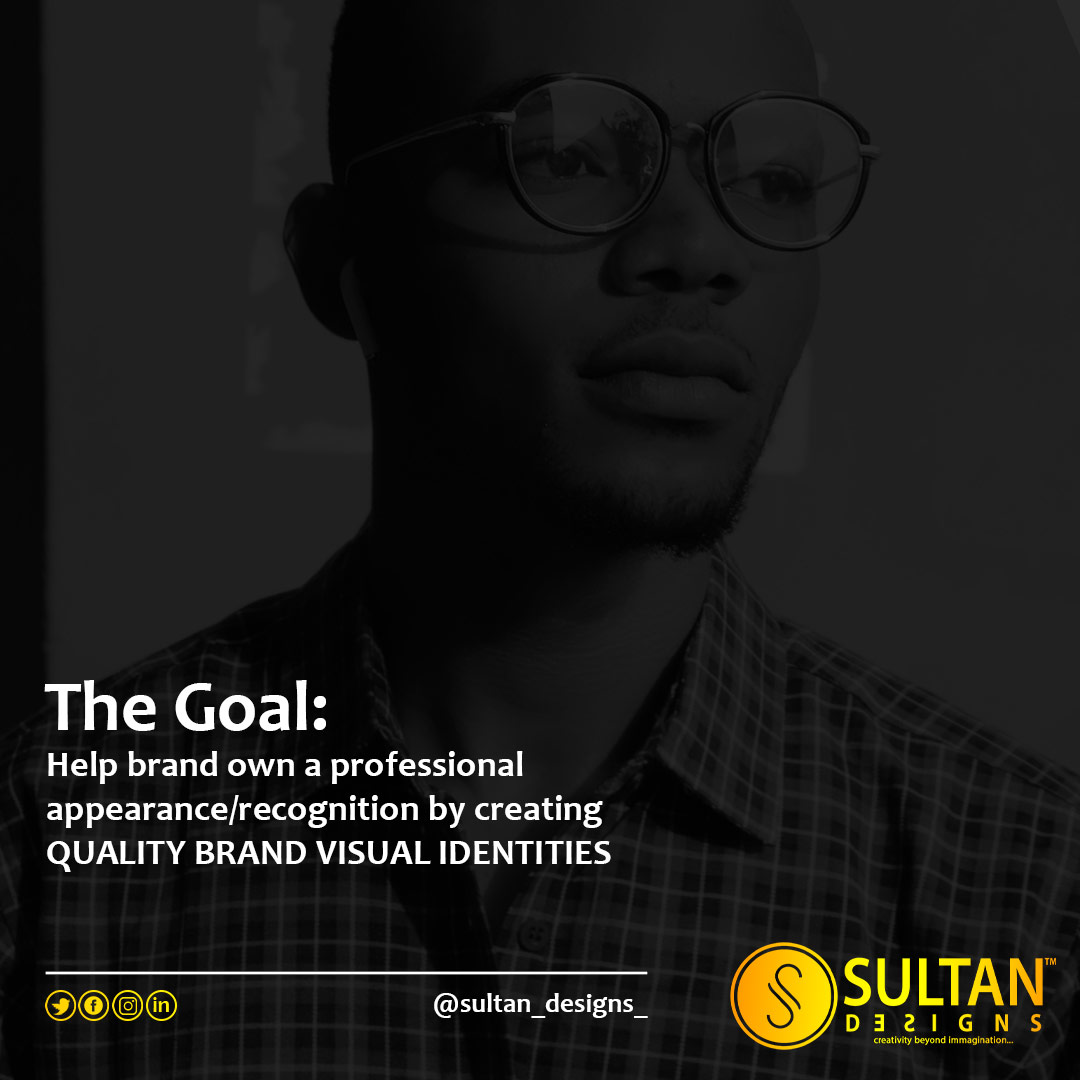 The Goal:
Help brand own a professional
appearance/recognition by creating
QUALITY BRAND VISUAL IDENTITIES
@sultan_designs_
SULTAN™
DESIGNS
creativity beyond immagination...